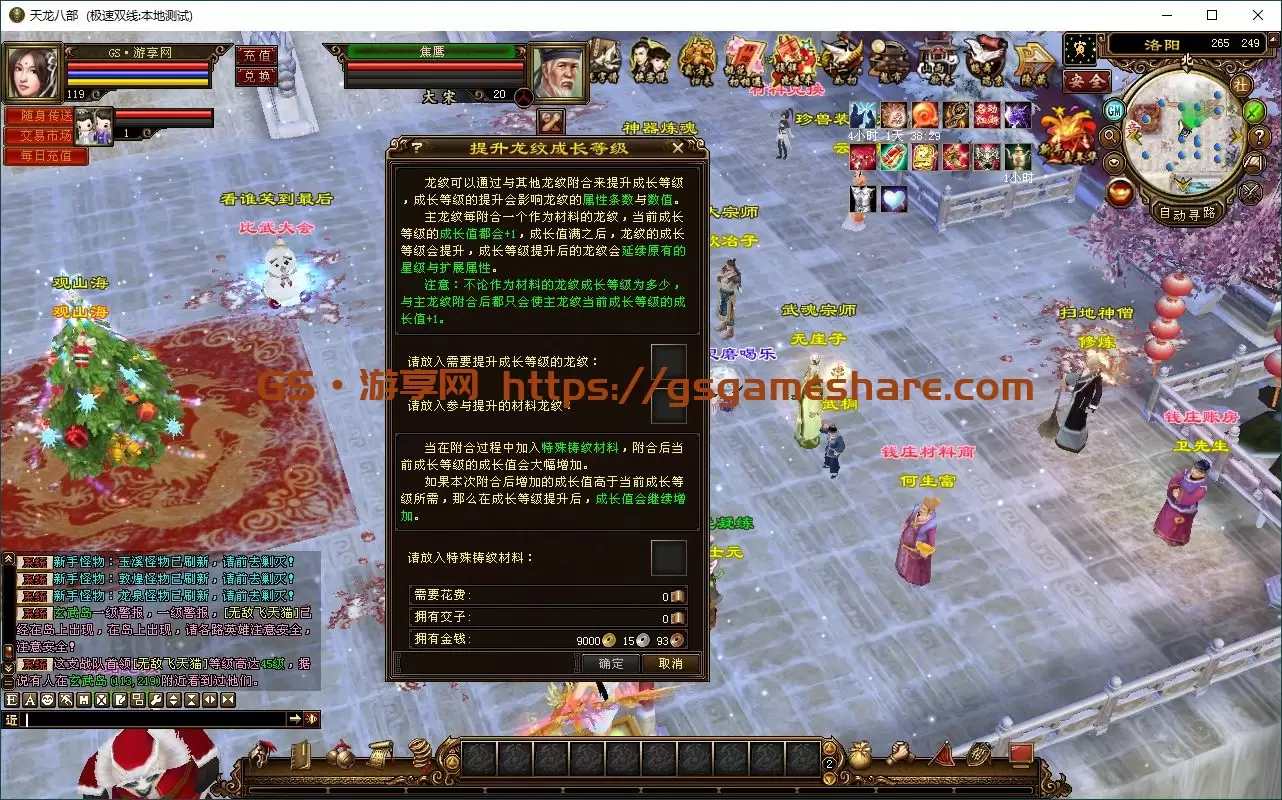 天龙八部 (极速双线:本地测试)
GS·游享网
119
充值
兑换
随身传送
交易市场
每日充值
1
焦鹰
大宋
20
材料兑换
神器炼魂
4小时
1天
38:29
1小时
洛阳
265 249
北
安全
GM
社
自动寻路
看谁笑到最后
比武大会
观山海
观山海
武魂宗师
无崖子
扫地神僧
修炼
钱庄材料商
何生富
钱庄账房
卫先生
提升龙纹成长等级
龙纹可以通过与其他龙纹附合来提升成长等级
，成长等级的提升会影响龙纹的属性条数与数值。
主龙纹每附合一个作为材料的龙纹，当前成长
等级的成长值都会+1，成长值满之后，龙纹的成长
等级会提升，成长等级提升后的龙纹会延续原有的
星级与扩展属性。
注意：不论作为材料的龙纹成长等级为多少，
与主龙纹附合后都只会使主龙纹当前成长等级的成
长值+1。
请放入需要提升成长等级的龙纹：
GS·游享网 https://gsgameshare.com
请放入参与提升的材料龙纹：
当在附合过程中加入特殊铸纹材料，附合后当
前成长等级的成长值会大幅增加。
如果本次附合后增加的成长值高于当前成长等
级所需，那么在成长等级提升后，成长值会继续增
加。
请放入特殊铸纹材料：
需要花费:
0
拥有交子:
0
拥有金钱:
9000 15 93
确定
取消
新手怪物：玉溪怪物已刷新，请前去剿灭！
新手怪物：敦煌怪物已刷新，请前去剿灭！
新手怪物：龙泉怪物已刷新，请前去剿灭！
玄武岛一级警报，一级警报，[无敌飞天猫]已
经在岛上出现，在岛上出现，请各路英雄注意安全，
注意安全！
这支战队首领[无敌飞天猫]等级高达45级，据
说有人在玄武岛(113,219)附近看到过他们。
近
2